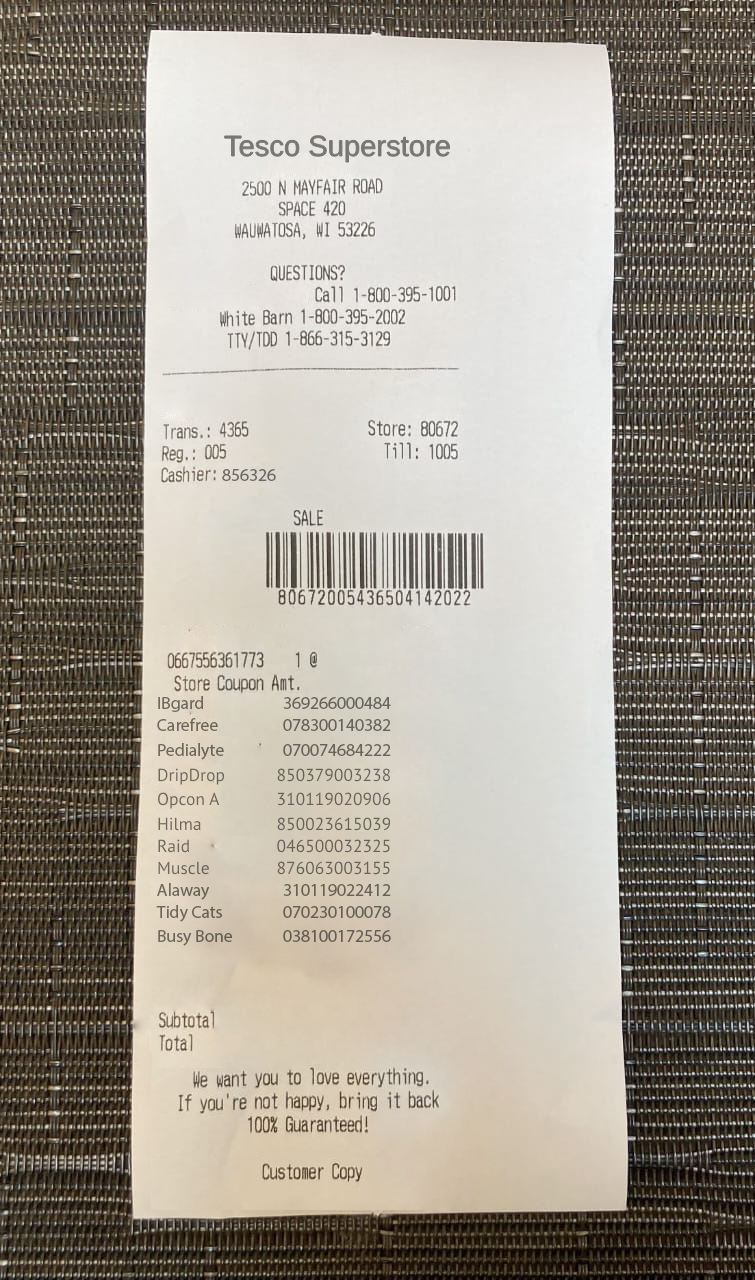 Tesco Superstore
2500 N MAYFAIR ROAD
SPACE 420
WAUWATOSA, WI 53226
QUESTIONS?
Call 1-800-395-1001
White Barn 1-800-395-2002
TTY/TDD 1-866-315-3129
Trans.: 4365 Store: 80672
Reg.: 005 Till: 1005
Cashier: 856326
SALE
80672005436504142022
0667556361773 1 @
Store Coupon Amt.
IBgard 369266000484
Carefree 078300140382
Pedialyte 070074684222
DripDrop 850379003238
Opcon A 310119020906
Hilma 850023615039
Raid 046500032325
Muscle 876063003155
Alaway 310119022412
Tidy Cats 070230100078
Busy Bone 038100172556
Subtotal
Total
We want you to love everything.
If you're not happy, bring it back
100% Guaranteed!
Customer Copy